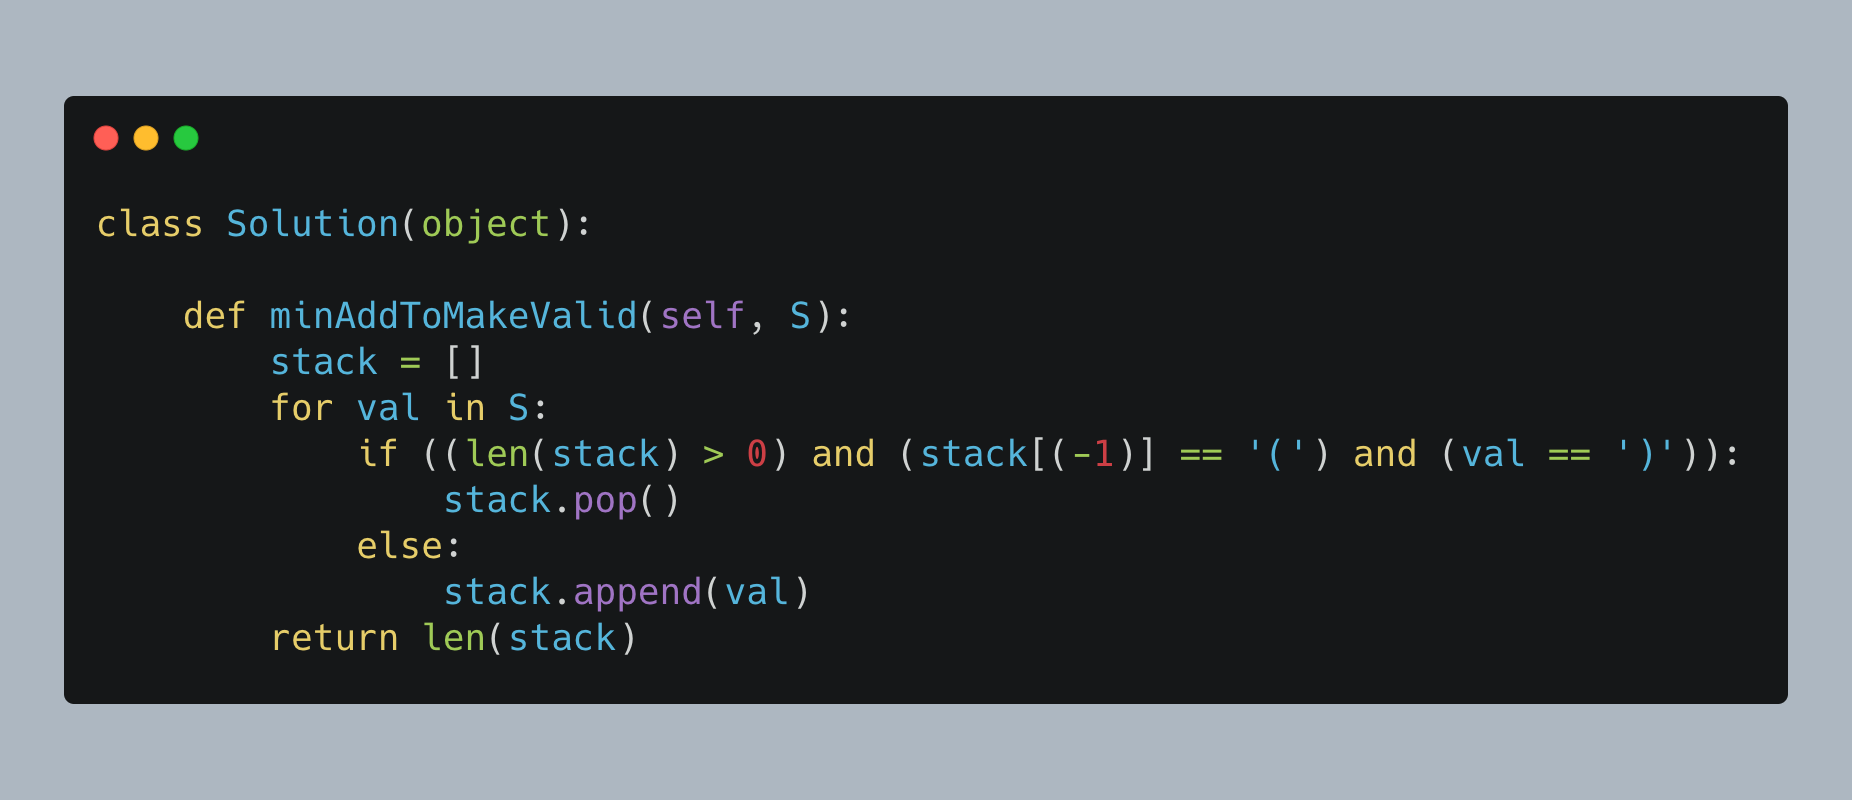 class Solution(object):

    def minAddToMakeValid(self, S):
        stack = []
        for val in S:
            if ((len(stack) > 0) and (stack[(-1)] == '(') and (val == ')')):
                stack.pop()
            else:
                stack.append(val)
        return len(stack)